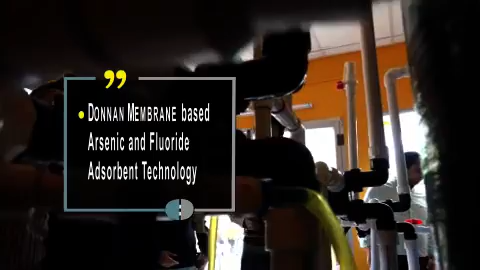 DONNAN MEMBRANE based
Arsenic and Fluoride
Adsorbent Technology